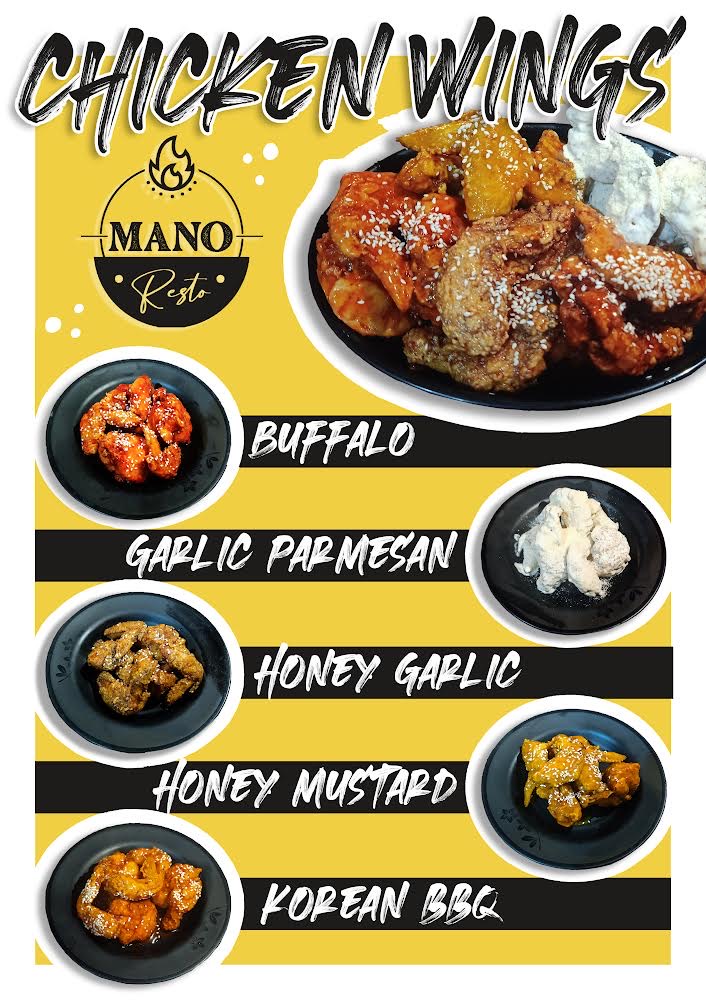 CHICKEN WINGS
MANO
Resto
BUFFALO
GARLIC PARMESAN
HONEY GARLIC
HONEY MUSTARD
KOREAN BBQ